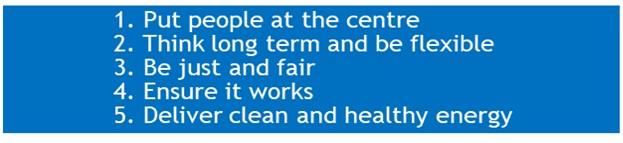 1. Put people at the centre
2. Think long term and be flexible
3. Be just and fair
4. Ensure it works
5. Deliver clean and healthy energy